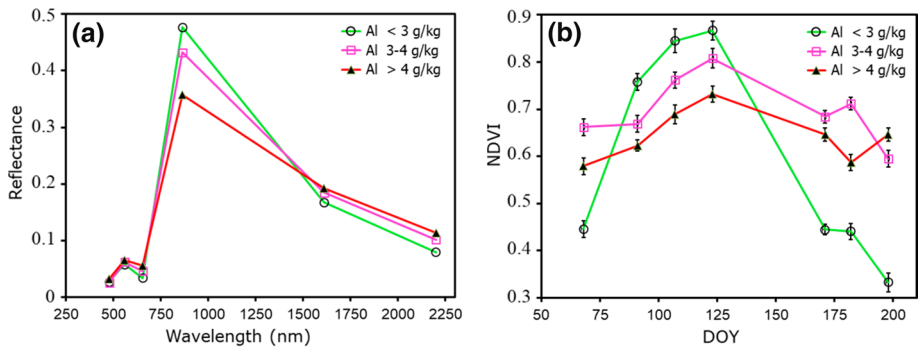 (a)
Al < 3 g/kg
Al 3-4 g/kg
Al > 4 g/kg
Reflectance
0.5
0.4
0.3
0.2
0.1
0
250 500 750 1000 1250 1500 1750 2000 2250
Wavelength (nm)
(b)
Al < 3 g/kg
Al 3-4 g/kg
Al > 4 g/kg
NDVI
0.9
0.8
0.7
0.6
0.5
0.4
0.3
50 75 100 125 150 175 200
DOY